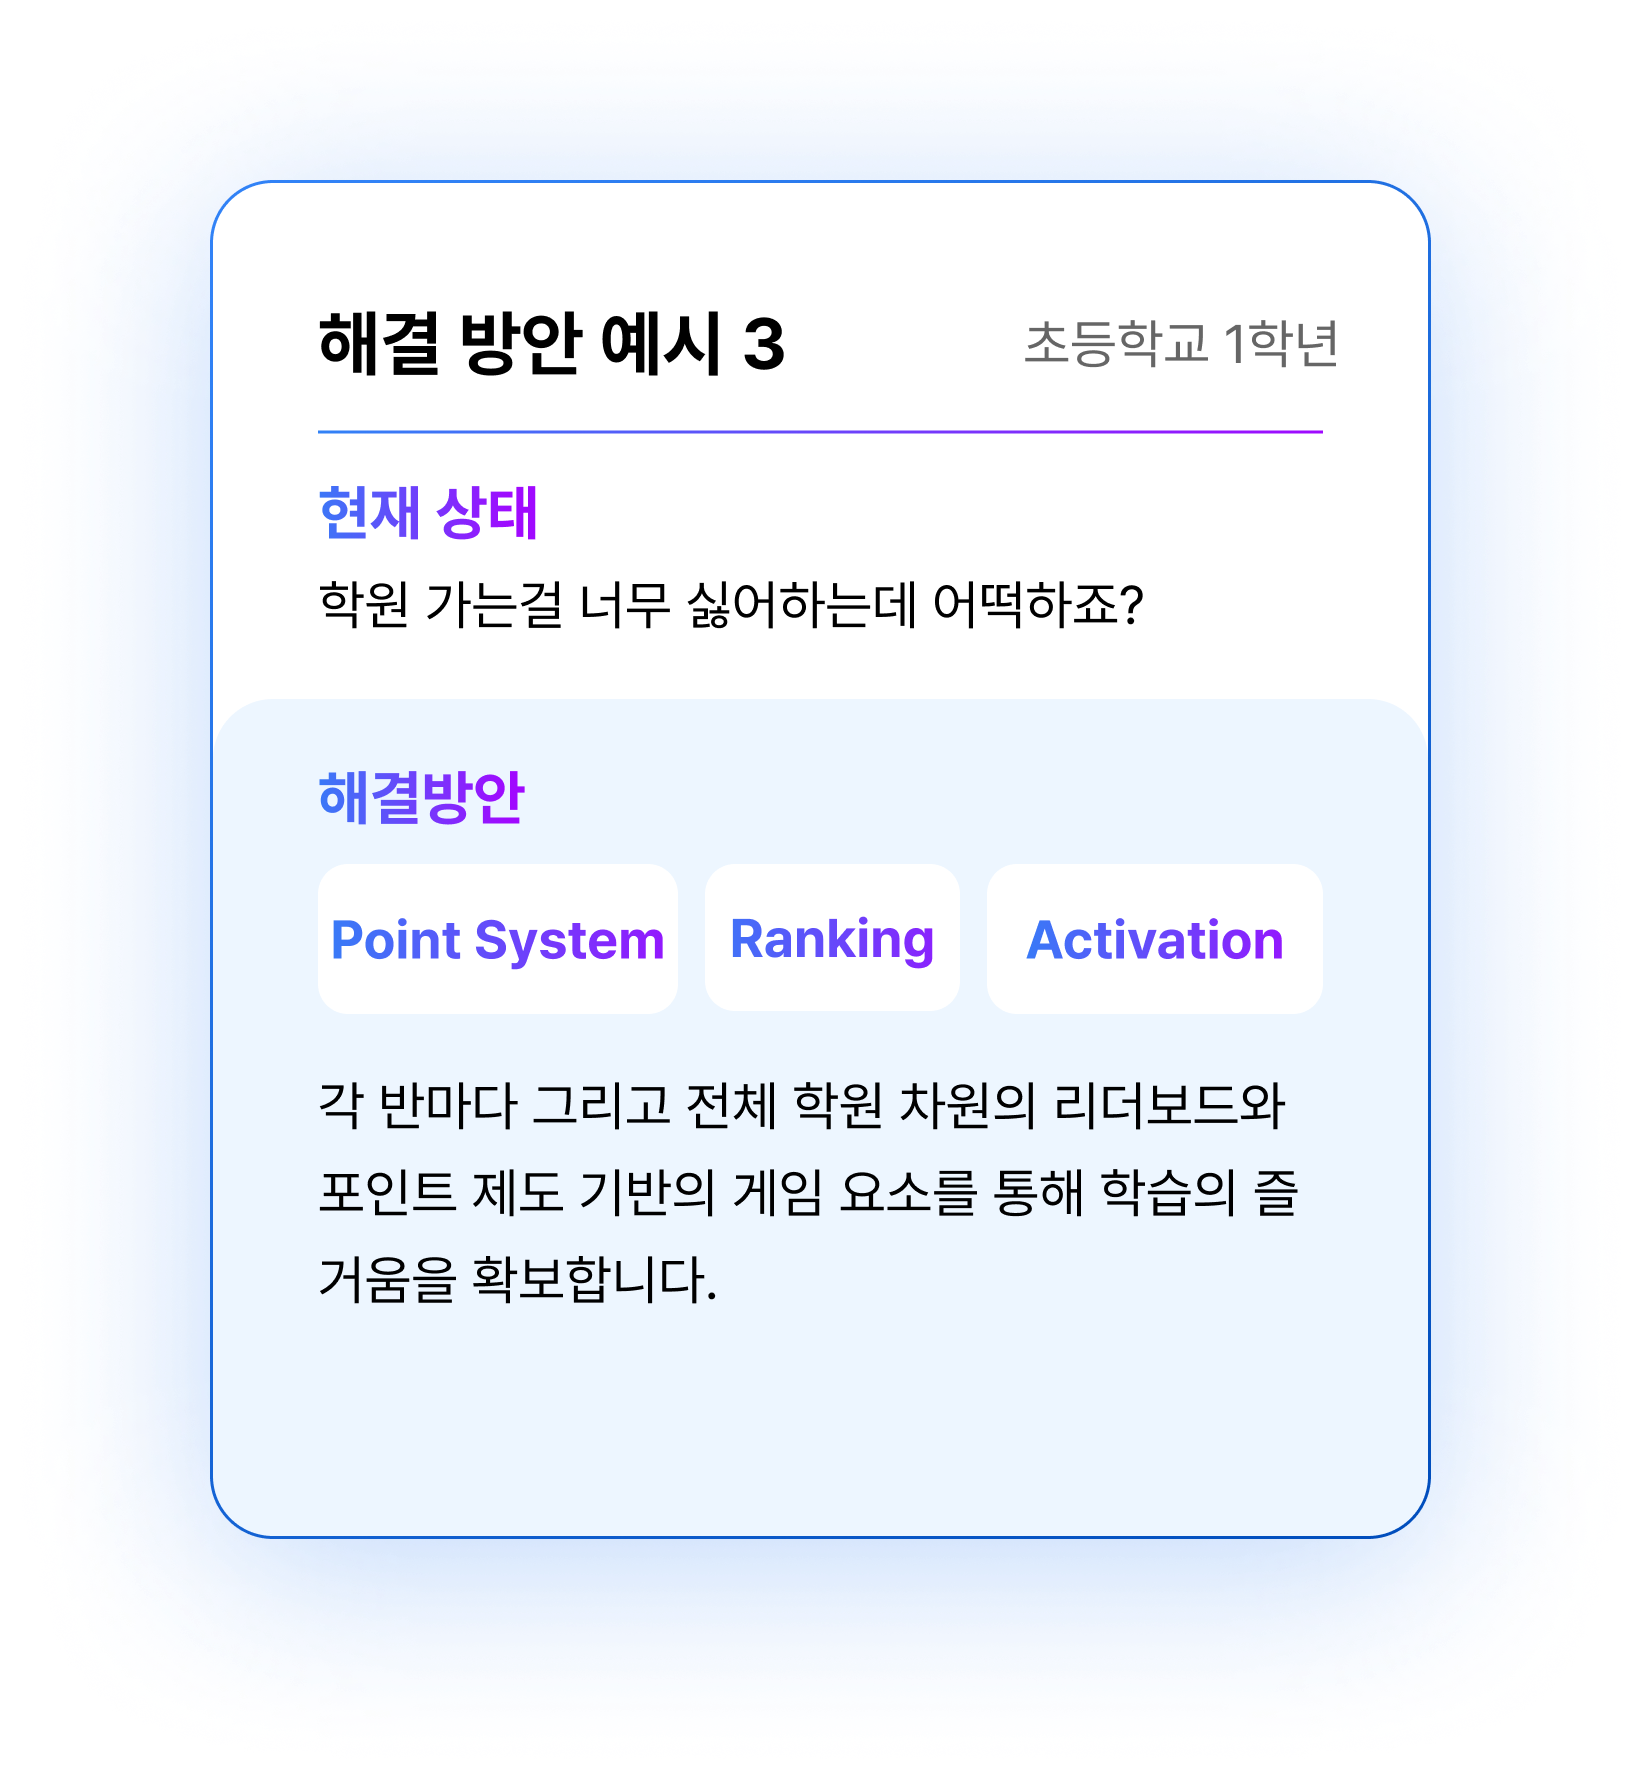 해결 방안 예시 3
초등학교 1학년
현재 상태
학원 가는걸 너무 싫어하는데 어떡하죠?
해결방안
Point System
Ranking
Activation
각 반마다 그리고 전체 학원 차원의 리더보드와
포인트 제도 기반의 게임 요소를 통해 학습의 즐
거움을 확보합니다.